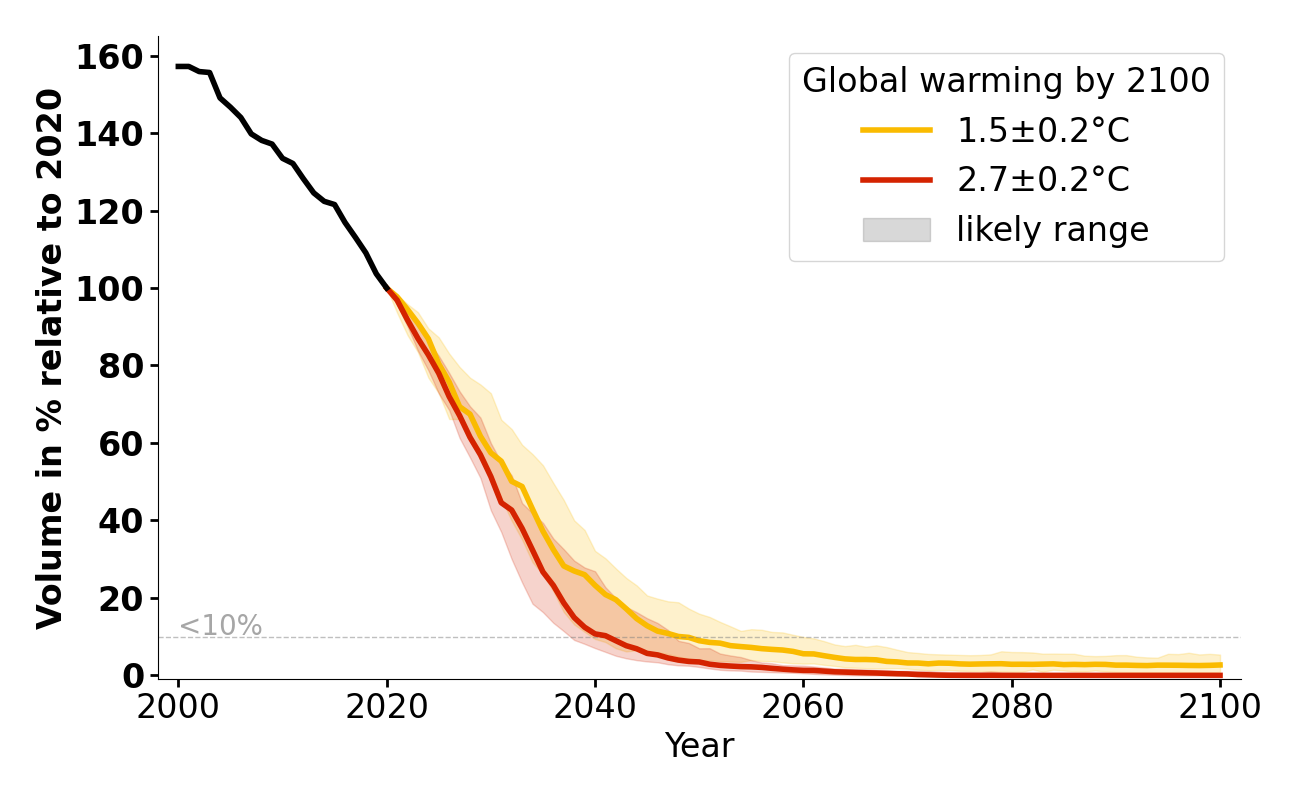 Volume in % relative to 2020
160
140
120
100
80
60
40
20
0
<10%
Global warming by 2100
1.5±0.2°C
2.7±0.2°C
likely range
2000 2020 2040 2060 2080 2100
Year